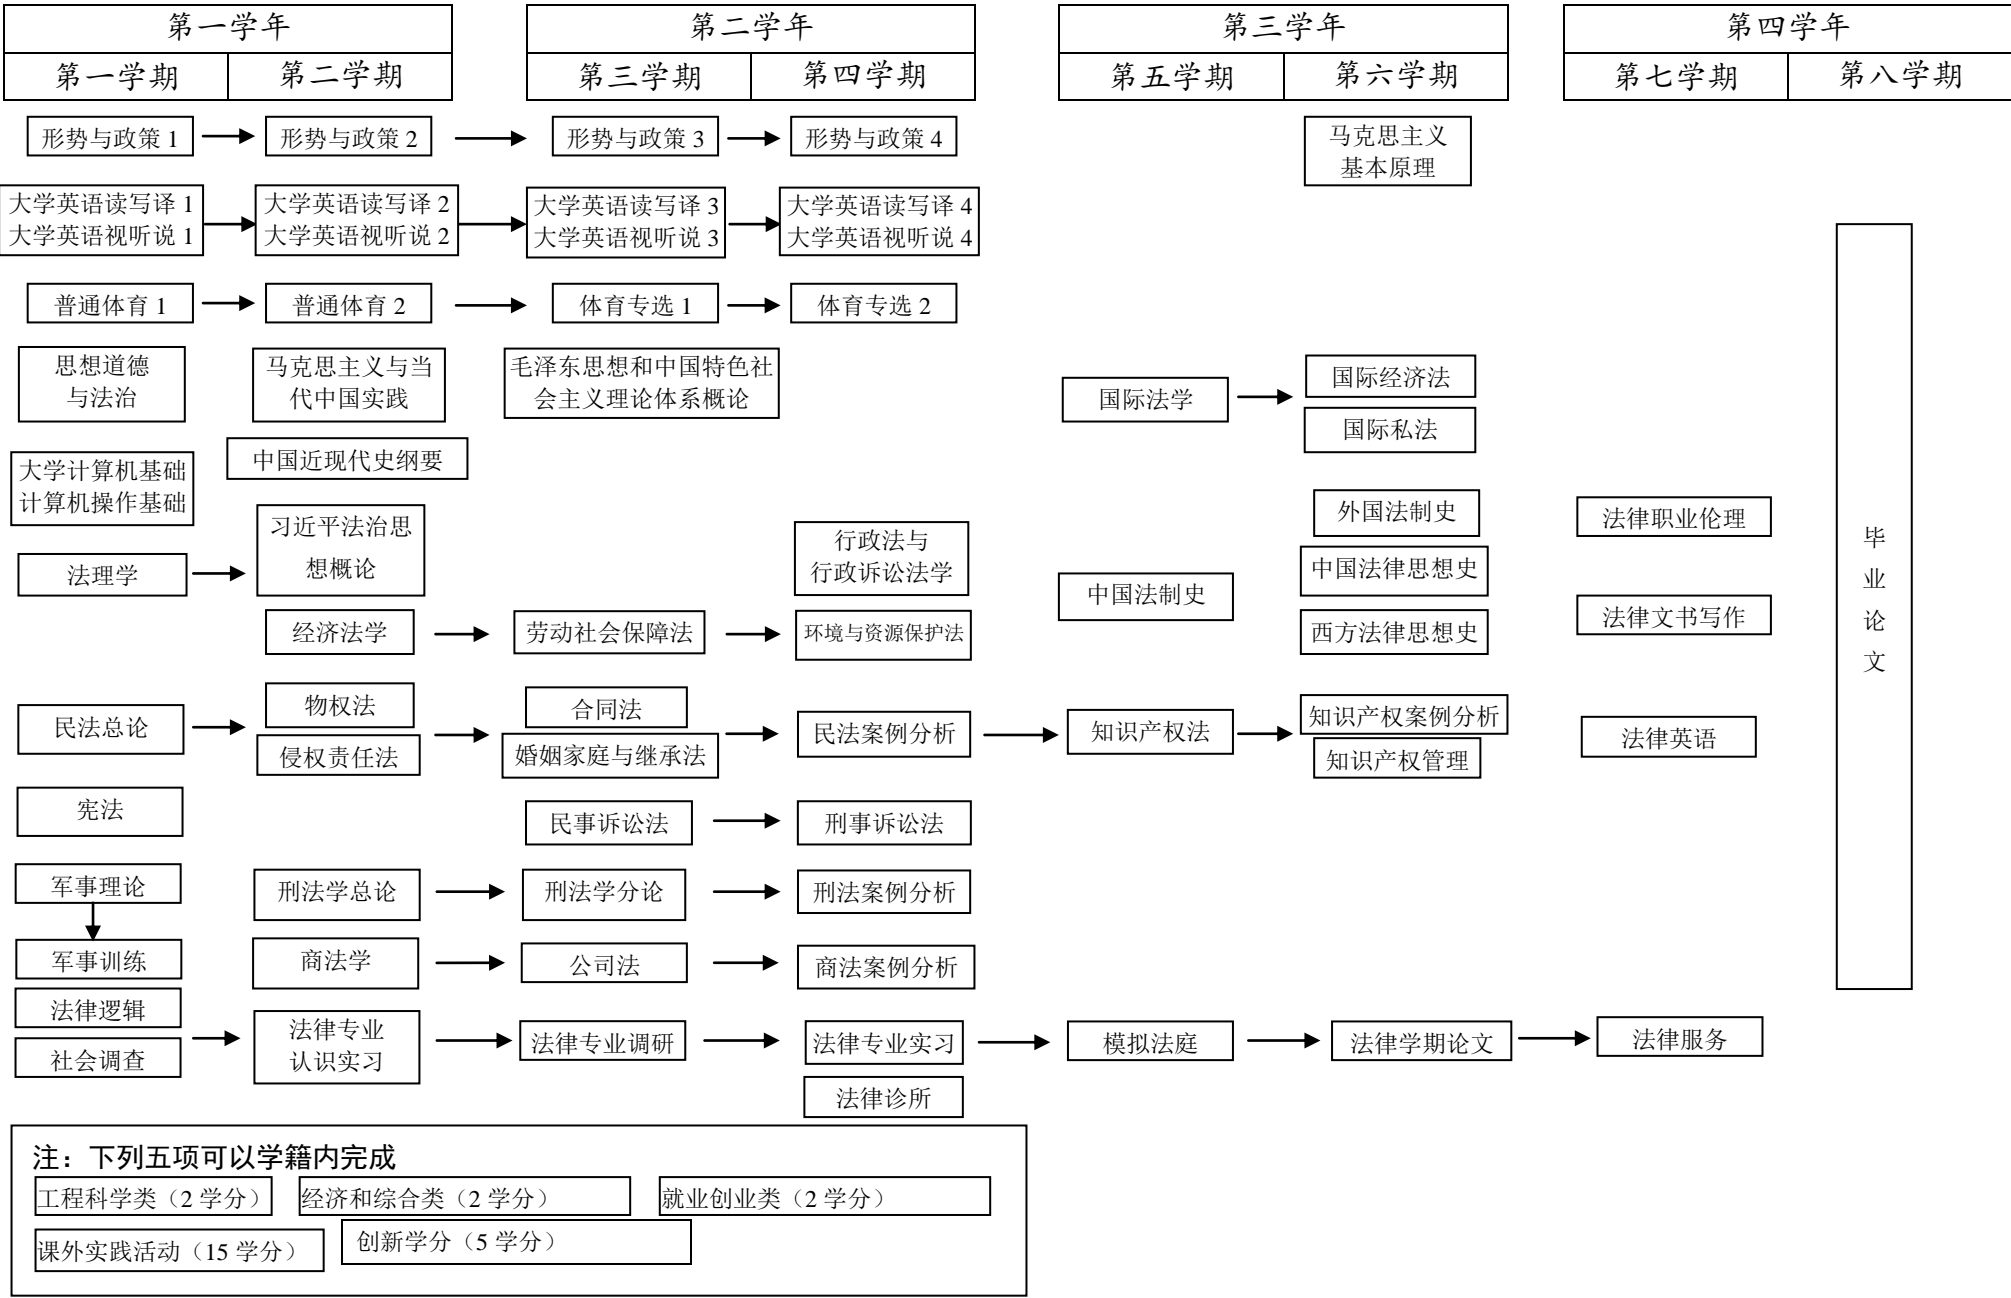 第一学年
第二学年
第三学年
第四学年
第一学期
第二学期
第三学期
第四学期
第五学期
第六学期
第七学期
第八学期
形势与政策 1
形势与政策 2
形势与政策 3
形势与政策 4
马克思主义
基本原理
大学英语读写译 1
大学英语视听说 1
大学英语读写译 2
大学英语视听说 2
大学英语读写译 3
大学英语视听说 3
大学英语读写译 4
大学英语视听说 4
普通体育 1
普通体育 2
体育专选 1
体育专选 2
思想道德
与法治
马克思主义与当
代中国实践
毛泽东思想和中国特色社
会主义理论体系概论
国际法学
国际经济法
国际私法
大学计算机基础
计算机操作基础
中国近现代史纲要
法理学
习近平法治思
想概论
行政法与
行政诉讼法学
中国法制史
外国法制史
中国法律思想史
西方法律思想史
法律职业伦理
法律文书写作
经济法学
劳动社会保障法
环境与资源保护法
民法总论
物权法
侵权责任法
合同法
婚姻家庭与继承法
民法案例分析
知识产权法
知识产权案例分析
知识产权管理
法律英语
毕
业
论
文
宪法
民事诉讼法
刑事诉讼法
军事理论
刑法学总论
刑法学分论
刑法案例分析
军事训练
商法学
公司法
商法案例分析
法律逻辑
社会调查
法律专业
认识实习
法律专业调研
法律专业实习
模拟法庭
法律学期论文
法律服务
法律诊所
注：下列五项可以学籍内完成
工程科学类（2 学分）
经济和综合类（2 学分）
就业创业类（2 学分）
课外实践活动（15 学分）
创新学分（5 学分）